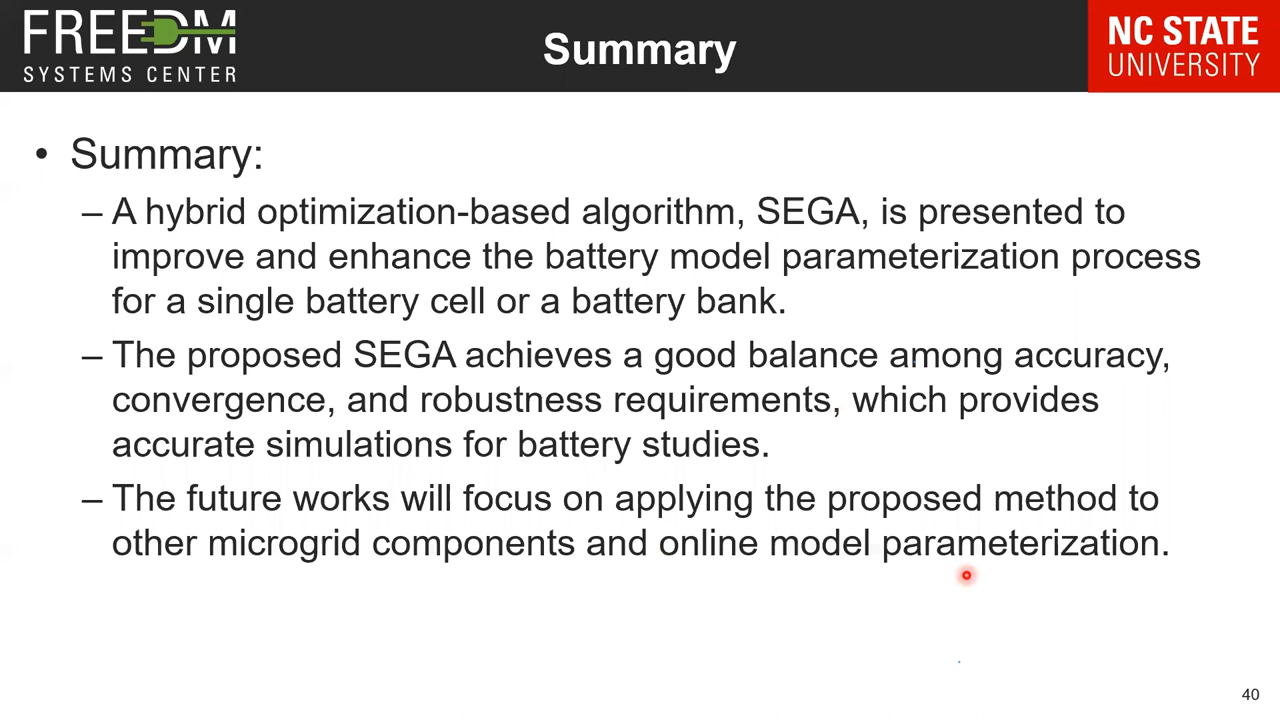 FREEDM
SYSTEMS CENTER
Summary
NC STATE
UNIVERSITY
• Summary:
– A hybrid optimization-based algorithm, SEGA, is presented to
improve and enhance the battery model parameterization process
for a single battery cell or a battery bank.
– The proposed SEGA achieves a good balance among accuracy,
convergence, and robustness requirements, which provides
accurate simulations for battery studies.
– The future works will focus on applying the proposed method to
other microgrid components and online model parameterization.
40